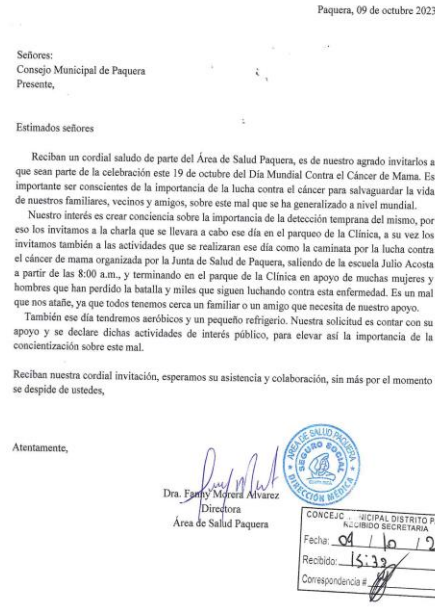 Paquera, 09 de octubre 2023
Señores:
Consejo Municipal de Paquera
Presente,
Estimados señores
Reciban un cordial saludo de parte del Área de Salud Paquera, es de nuestro agrado invitarlos a
que sean parte de la celebración este 19 de octubre del Día Mundial Contra el Cáncer de Mama. Es
importante ser conscientes de la importancia de la lucha contra el cáncer para salvaguardar la vida
de nuestros familiares, vecinos y amigos, sobre este mal que se ha generalizado a nivel mundial.
Nuestro interés es crear conciencia sobre la importancia de la detección temprana del mismo, por
eso los invitamos a la charla que se llevara a cabo ese día en el parqueo de la Clínica, a su vez los
invitamos también a las actividades que se realizaran ese día como la caminata por la lucha contra
el cáncer de mama organizada por la Junta de Salud de Paquera, saliendo de la escuela Julio Acosta
a partir de las 8:00 a.m., y terminando en el parque de la Clínica en apoyo de muchas mujeres y
hombres que han perdido la batalla y miles que siguen luchando contra esta enfermedad. Es un mal
que nos atañe, ya que todos tenemos cerca un familiar o un amigo que necesita de nuestro apoyo.
También ese día tendremos aeróbicos y un pequeño refrigerio. Nuestra solicitud es contar con su
apoyo y se declare dichas actividades de interés público, para elevar así la importancia de la
concientización sobre este mal.
Reciban nuestra cordial invitación, esperamos su asistencia y colaboración, sin más por el momento
se despide de ustedes,
Atentamente,
Dra. Fanny Morera Alvarez
Directora
Área de Salud Paquera
AREA DE SALUD PAQUERA
SEGURO SOCIAL
DIRECCIÓN MEDICA
CONCEJO MUNICIPAL DISTRITO P
RECIBIDO SECRETARIA
Fecha: 09 / 10 / 2
Recibido: 15:33
Correspondencia #